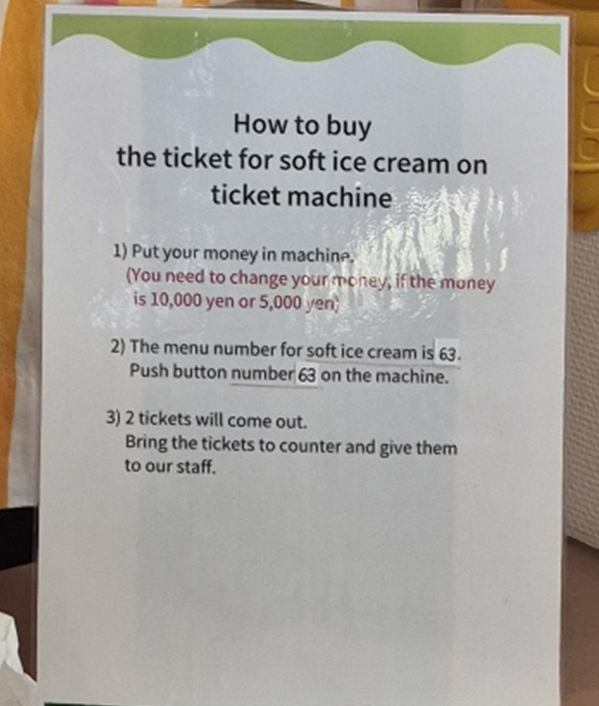 How to buy
the ticket for soft ice cream on
ticket machine
1) Put your money in machine.
(You need to change your money, if the money
is 10,000 yen or 5,000 yen)
2) The menu number for soft ice cream is 63.
Push button number 63 on the machine.
3) 2 tickets will come out.
Bring the tickets to counter and give them
to our staff.